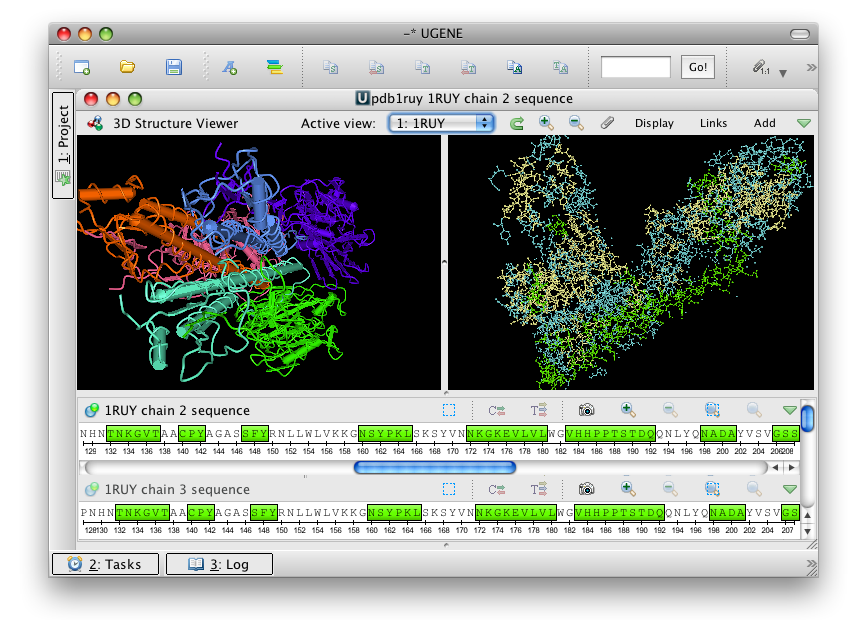 -* UGENE
Go!
1:1
1: Project
U pdb1ruy 1RUY chain 2 sequence
3D Structure Viewer Active view: 1: 1RUY Display Links Add
1RUY chain 2 sequence C T
NHNTNKGVTAACPYAGASSFYRNLLWLVKKGNSYPKLSKSYVNNKGKEVLVLWGVHHPPTSTDQQNLYQNADAYVSVGSS
129 132 134 136 138 140 142 144 146 148 150 152 154 156 158 160 162 164 166 168 170 172 174 176 178 180 182 184 186 188 190 192 194 196 198 200 202 204 206208
1RUY chain 3 sequence C T
PNHNTNKGVTAACPYAGASSFYRNLLWLVKKGNSYPKLSKSYVNNKGKEVLVLWGVHHPPTSTDQQNLYQNADAYVSVGS
128130 132 134 136 138 140 142 144 146 148 150 152 154 156 158 160 162 164 166 168 170 172 174 176 178 180 182 184 186 188 190 192 194 196 198 200 202 204 207
2: Tasks 3: Log